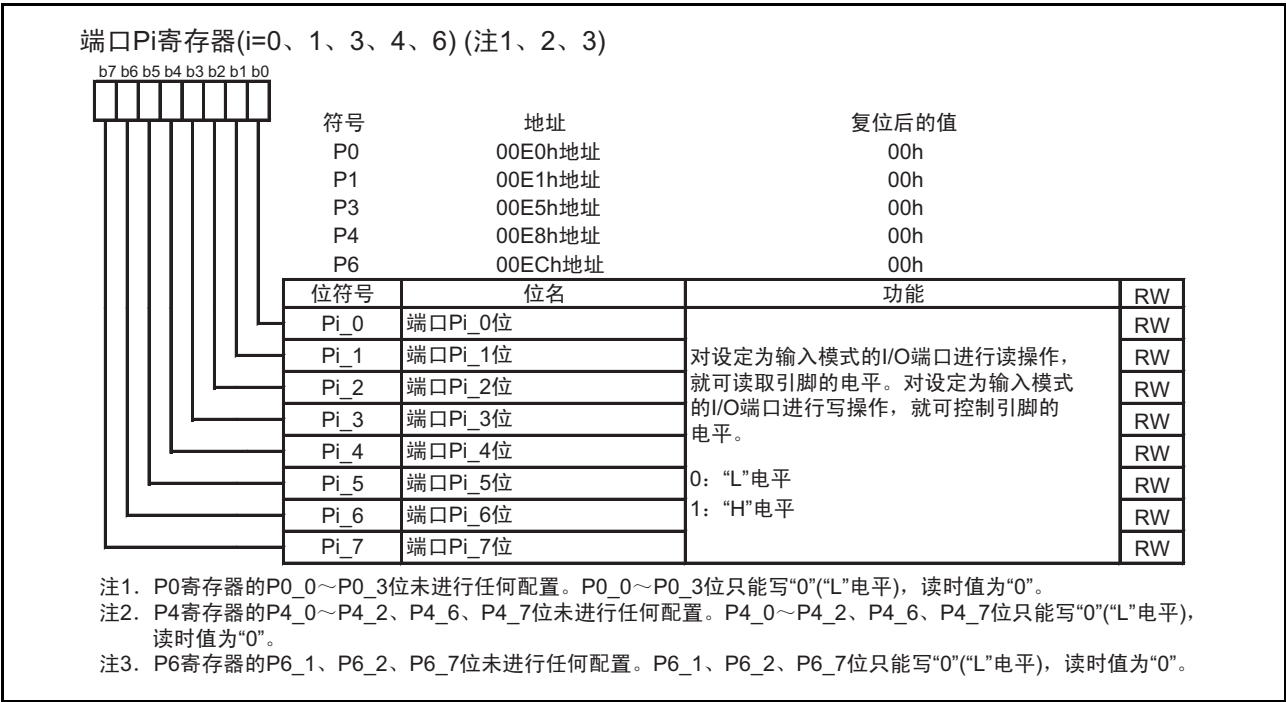 端口Pi寄存器(i=0、1、3、4、6) (注1、2、3)
b7 b6 b5 b4 b3 b2 b1 b0
符号 地址 复位后的值
P0 00E0h地址 00h
P1 00E1h地址 00h
P3 00E5h地址 00h
P4 00E8h地址 00h
P6 00ECh地址 00h
位符号 位名 功能 RW
Pi_0 端口Pi_0位 RW
Pi_1 端口Pi_1位 RW
Pi_2 端口Pi_2位 RW
Pi_3 端口Pi_3位 RW
Pi_4 端口Pi_4位 RW
Pi_5 端口Pi_5位 RW
Pi_6 端口Pi_6位 RW
Pi_7 端口Pi_7位 RW
对设定为输入模式的I/O端口进行读操作，
就可读取引脚的电平。对设定为输入模式
的I/O端口进行写操作，就可控制引脚的
电平。
0：“L”电平
1：“H”电平
注1. P0寄存器的P0_0～P0_3位未进行任何配置。P0_0～P0_3位只能写“0”(“L”电平)，读时值为“0”。
注2. P4寄存器的P4_0～P4_2、P4_6、P4_7位未进行任何配置。P4_0～P4_2、P4_6、P4_7位只能写“0”(“L”电平)，
读时值为“0”。
注3. P6寄存器的P6_1、P6_2、P6_7位未进行任何配置。P6_1、P6_2、P6_7位只能写“0”(“L”电平)，读时值为“0”。